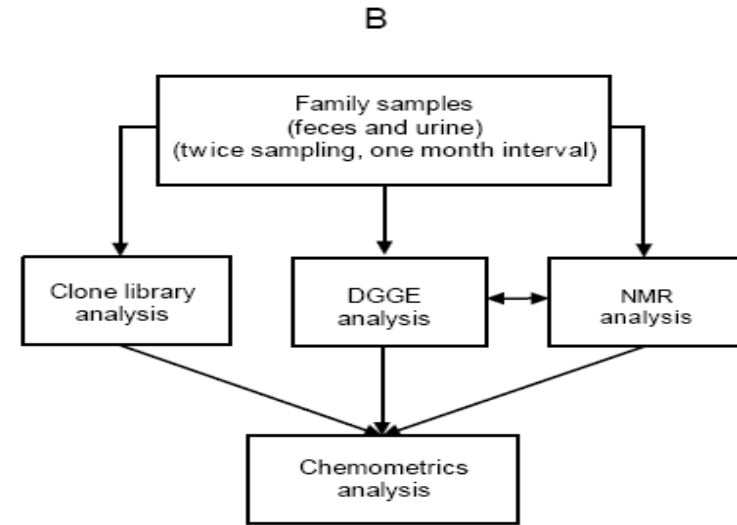 B
Family samples
(feces and urine)
(twice sampling, one month interval)
Clone library
analysis
DGGE
analysis
NMR
analysis
Chemometrics
analysis